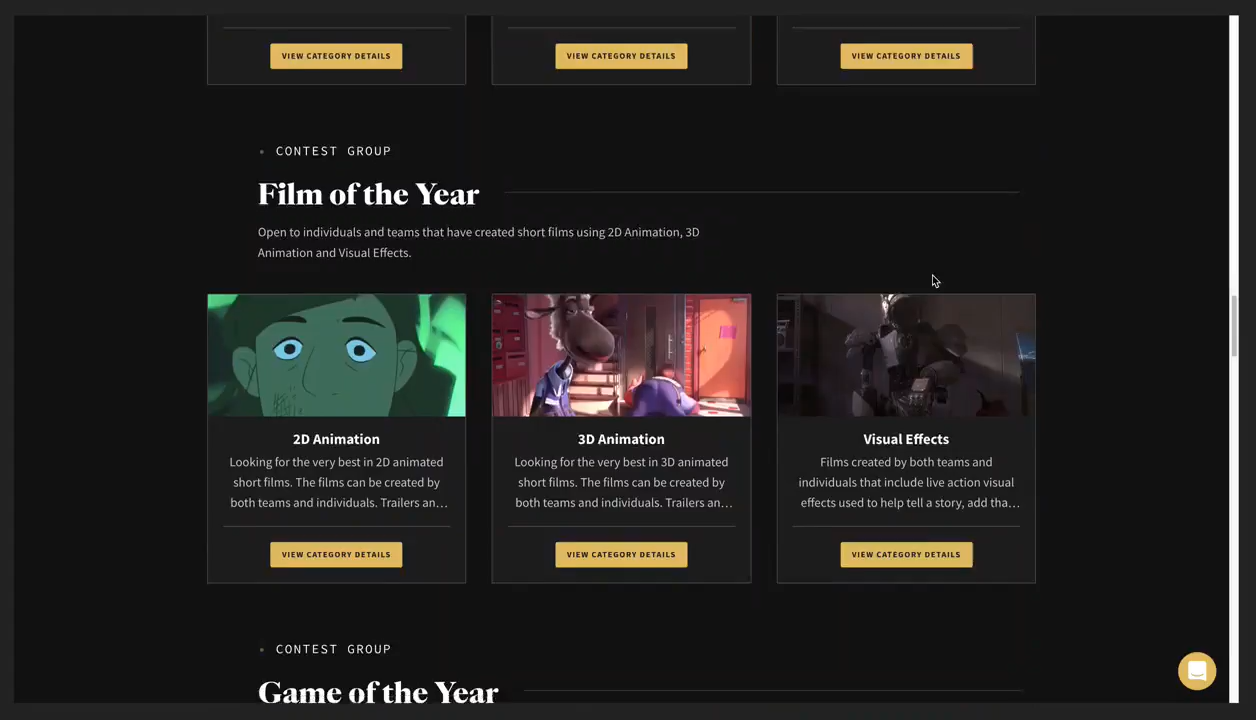 VIEW CATEGORY DETAILS
VIEW CATEGORY DETAILS
VIEW CATEGORY DETAILS
CONTEST GROUP
Film of the Year
Open to individuals and teams that have created short films using 2D Animation, 3D
Animation and Visual Effects.
2D Animation
Looking for the very best in 2D animated
short films. The films can be created by
both teams and individuals. Trailers an…
VIEW CATEGORY DETAILS
3D Animation
Looking for the very best in 3D animated
short films. The films can be created by
both teams and individuals. Trailers an…
VIEW CATEGORY DETAILS
Visual Effects
Films created by both teams and
individuals that include live action visual
effects used to help tell a story, add tha…
VIEW CATEGORY DETAILS
CONTEST GROUP
Game of the Year